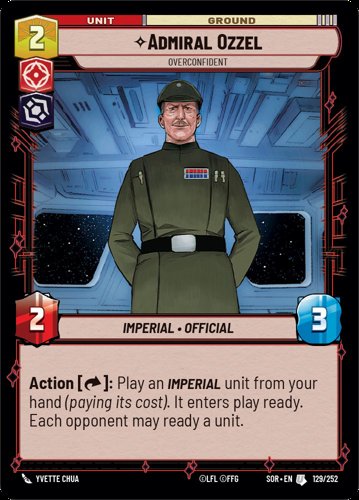 UNIT GROUND
2 ADMIRAL OZZEL
OVERCONFIDENT
2 IMPERIAL • OFFICIAL 3
Action [ ]: Play an IMPERIAL unit from your
hand (paying its cost). It enters play ready.
Each opponent may ready a unit.
YVETTE CHUA ©LFL ©FFG SOR • EN 129/252